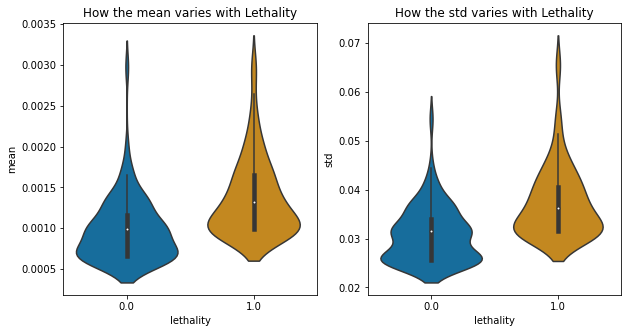 How the mean varies with Lethality
mean
0.0035
0.0030
0.0025
0.0020
0.0015
0.0010
0.0005
0.0
1.0
lethality
How the std varies with Lethality
std
0.07
0.06
0.05
0.04
0.03
0.02
0.0
1.0
lethality